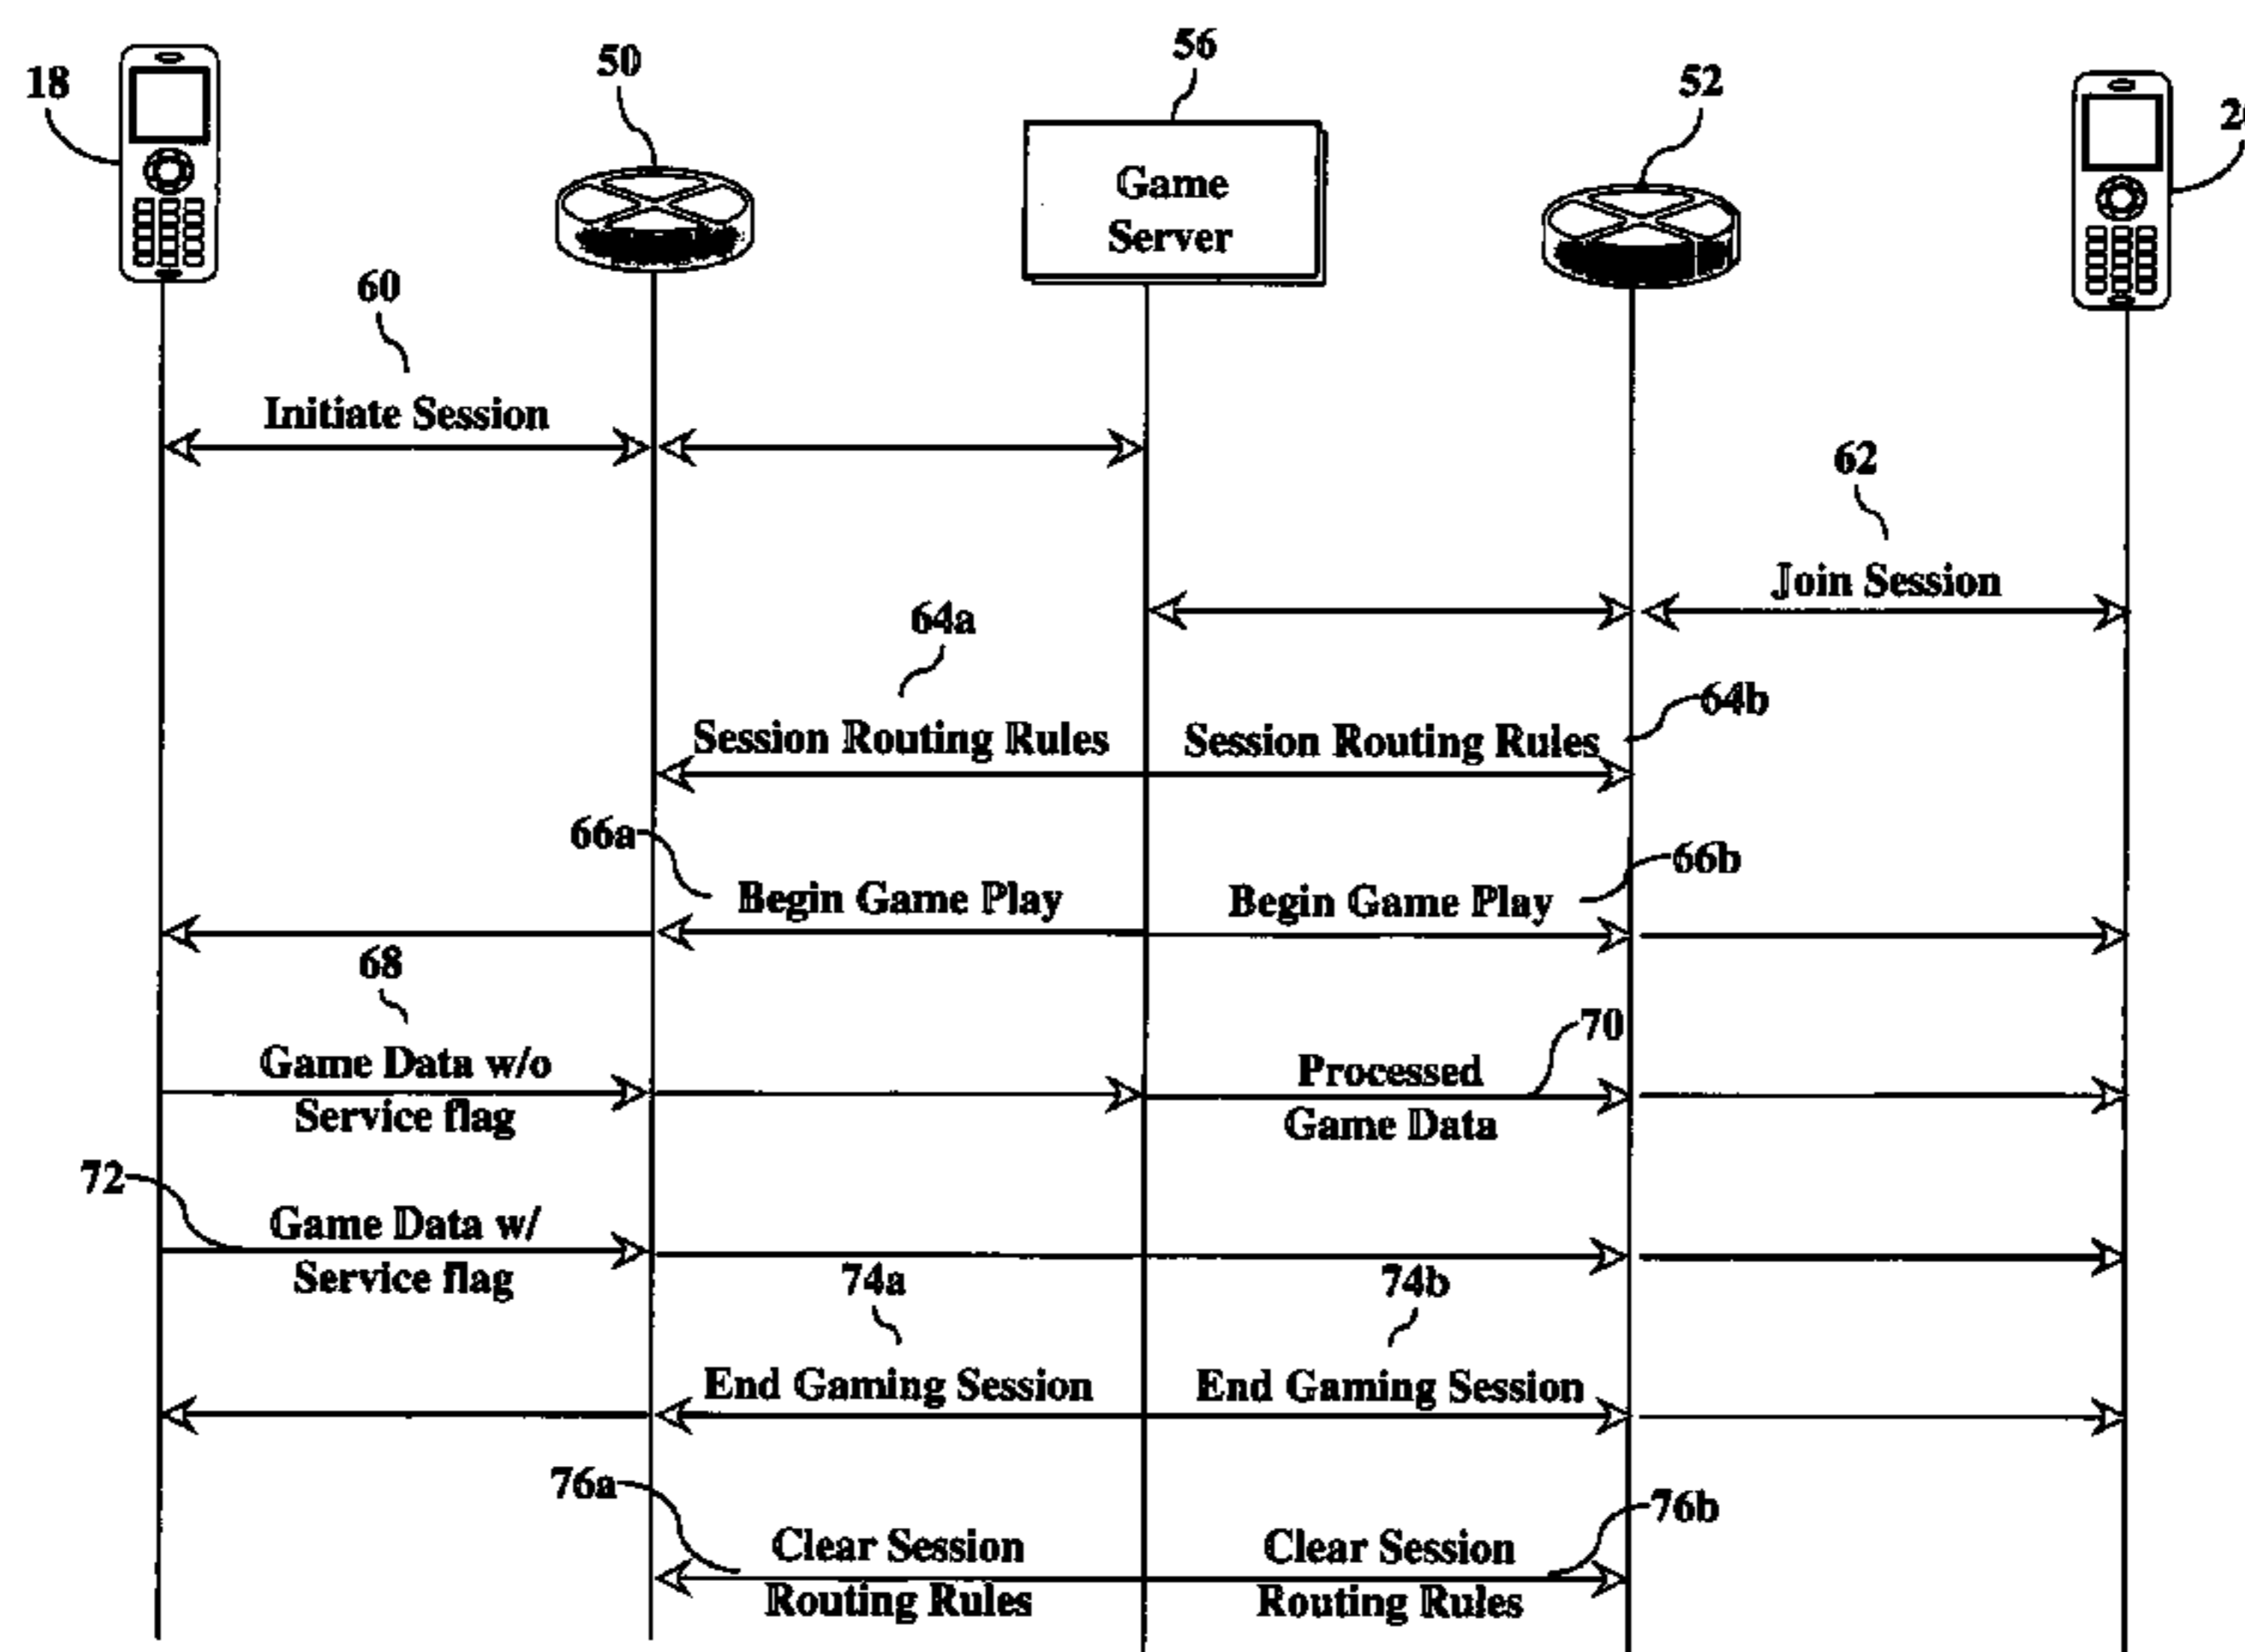 18
50
56
52
Game
Server
60
Initiate Session
62
Join Session
64a
64b
Session Routing Rules
Session Routing Rules
66a
66b
Begin Game Play
Begin Game Play
68
70
Game Data w/o
Service flag
Processed
Game Data
72
Game Data w/
Service flag
74a
74b
End Gaming Session
End Gaming Session
76a
76b
Clear Session
Routing Rules
Clear Session
Routing Rules